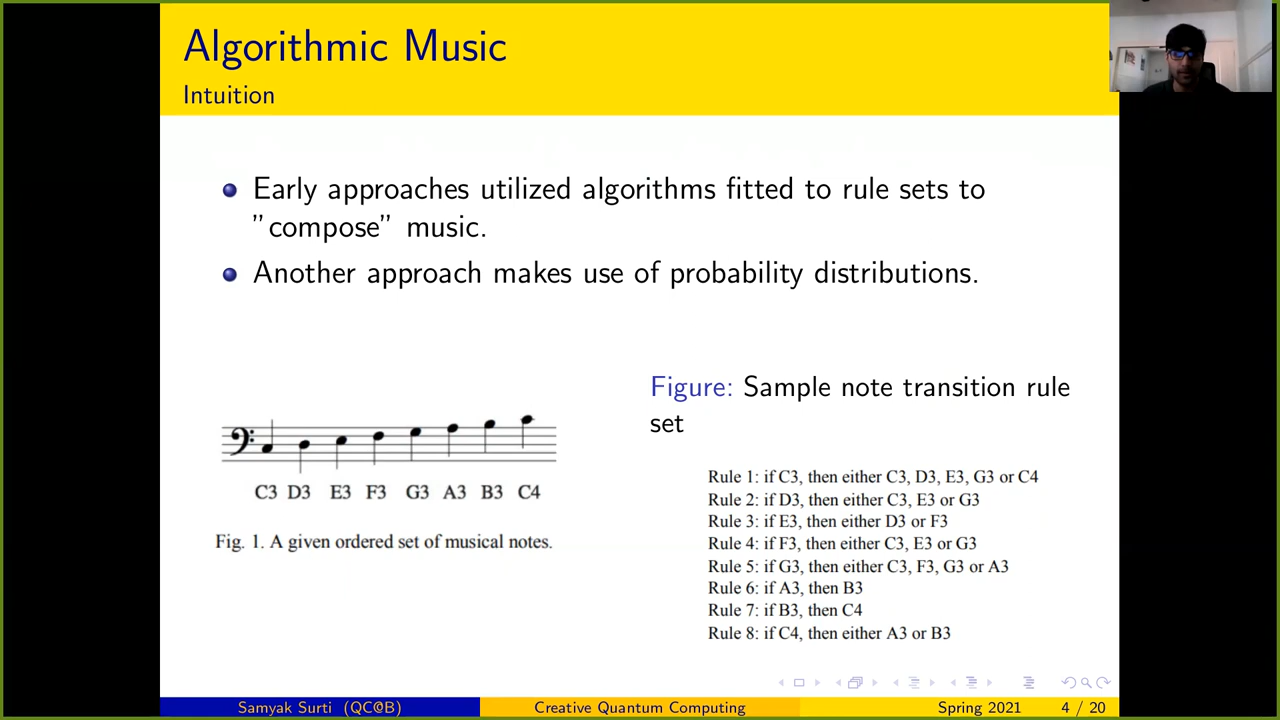 Algorithmic Music
Intuition
Early approaches utilized algorithms fitted to rule sets to
”compose” music.
Another approach makes use of probability distributions.
Figure: Sample note transition rule
set
C3 D3 E3 F3 G3 A3 B3 C4
Fig. 1. A given ordered set of musical notes.
Rule 1: if C3, then either C3, D3, E3, G3 or C4
Rule 2: if D3, then either C3, E3 or G3
Rule 3: if E3, then either D3 or F3
Rule 4: if F3, then either C3, E3 or G3
Rule 5: if G3, then either C3, F3, G3 or A3
Rule 6: if A3, then B3
Rule 7: if B3, then C4
Rule 8: if C4, then either A3 or B3
Samyak Surti (QC@B) Creative Quantum Computing Spring 2021 4 / 20